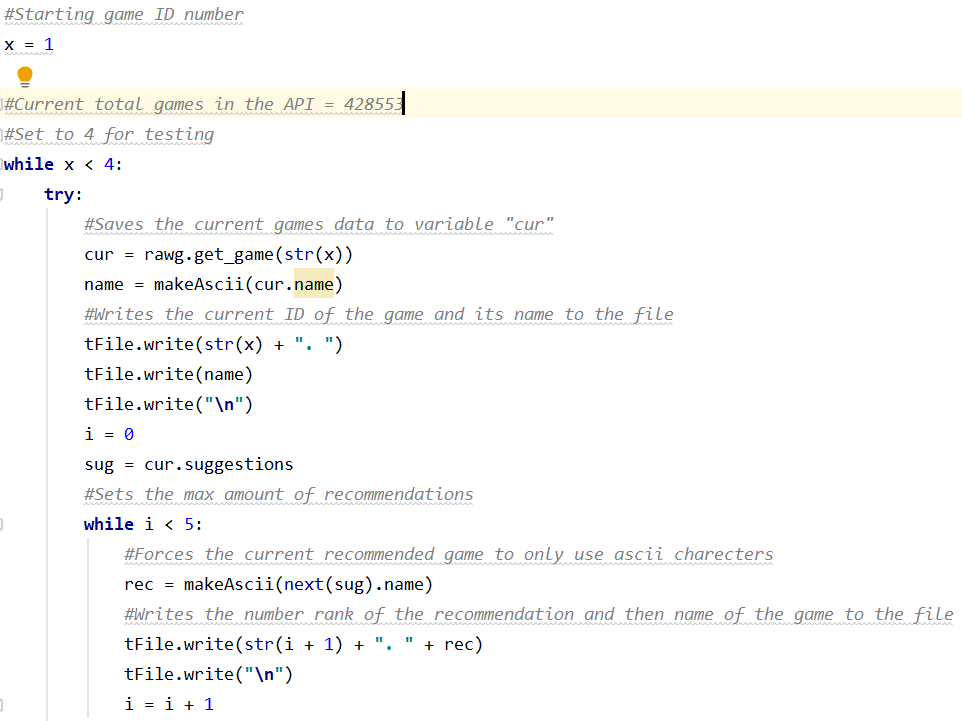 #Starting game ID number
x = 1
#Current total games in the API = 428553
#Set to 4 for testing
while x < 4:
    try:
        #Saves the current games data to variable "cur"
        cur = rawg.get_game(str(x))
        name = makeAscii(cur.name)
        #Writes the current ID of the game and its name to the file
        tFile.write(str(x) + ". ")
        tFile.write(name)
        tFile.write("\n")
        i = 0
        sug = cur.suggestions
        #Sets the max amount of recommendations
        while i < 5:
            #Forces the current recommended game to only use ascii charecters
            rec = makeAscii(next(sug).name)
            #Writes the number rank of the recommendation and then name of the game to the file
            tFile.write(str(i + 1) + ". " + rec)
            tFile.write("\n")
            i = i + 1